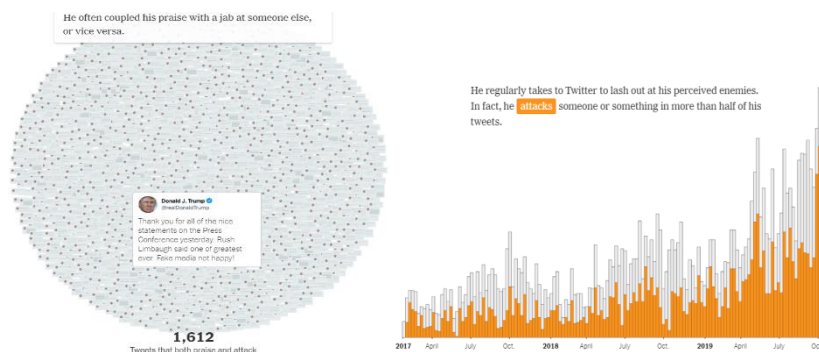 He often coupled his praise with a jab at someone else,
or vice versa.
Donald J. Trump
@realDonaldTrump
Thank you for all of the nice
statements on the Press
Conference yesterday. Rush
Limbaugh said one of greatest
ever. Fake media not happy!
1,612
Tweets that both praise and attack
He regularly takes to Twitter to lash out at his perceived enemies.
In fact, he attacks someone or something in more than half of his
tweets.
2017 April July Oct. 2018 April July Oct. 2019 April July Oc